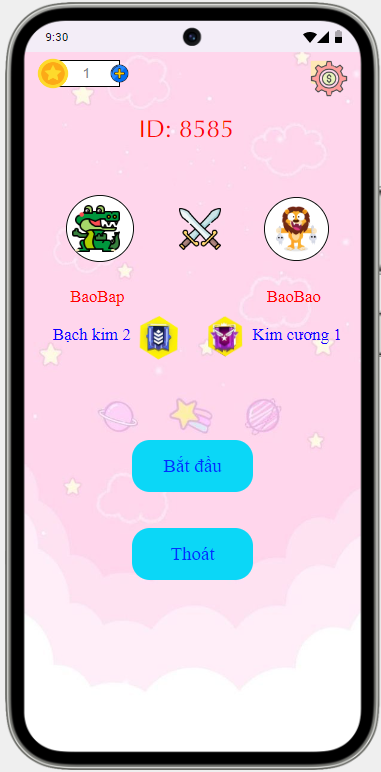 9:30
1
ID: 8585
BaoBap
BaoBao
Bạch kim 2
Kim cương 1
Bắt đầu
Thoát